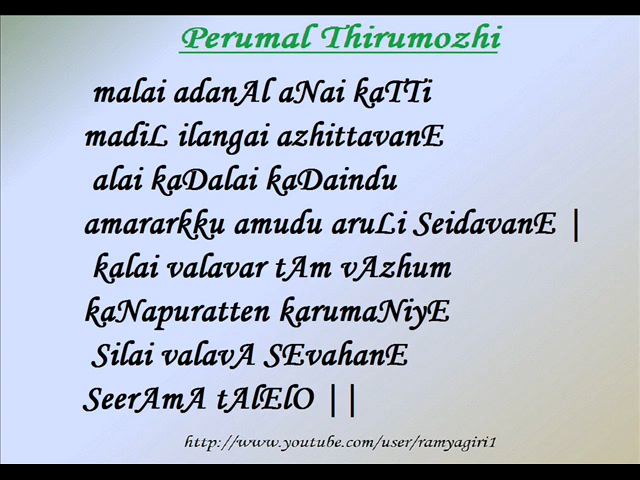 Perumal Thirumozhi
malai adanAl aNai kaTTi
madiL ilangai azhittavanE
alai kaDalai kaDaindu
amararkku amudu aruLi SeidavanE |
kalai valavar tAm vAzhum
kaNapuratten karumaNiyE
Silai valavA SEvahanE
SeerAmA tAlElO ||
http://www.youtube.com/user/ramyagiri1